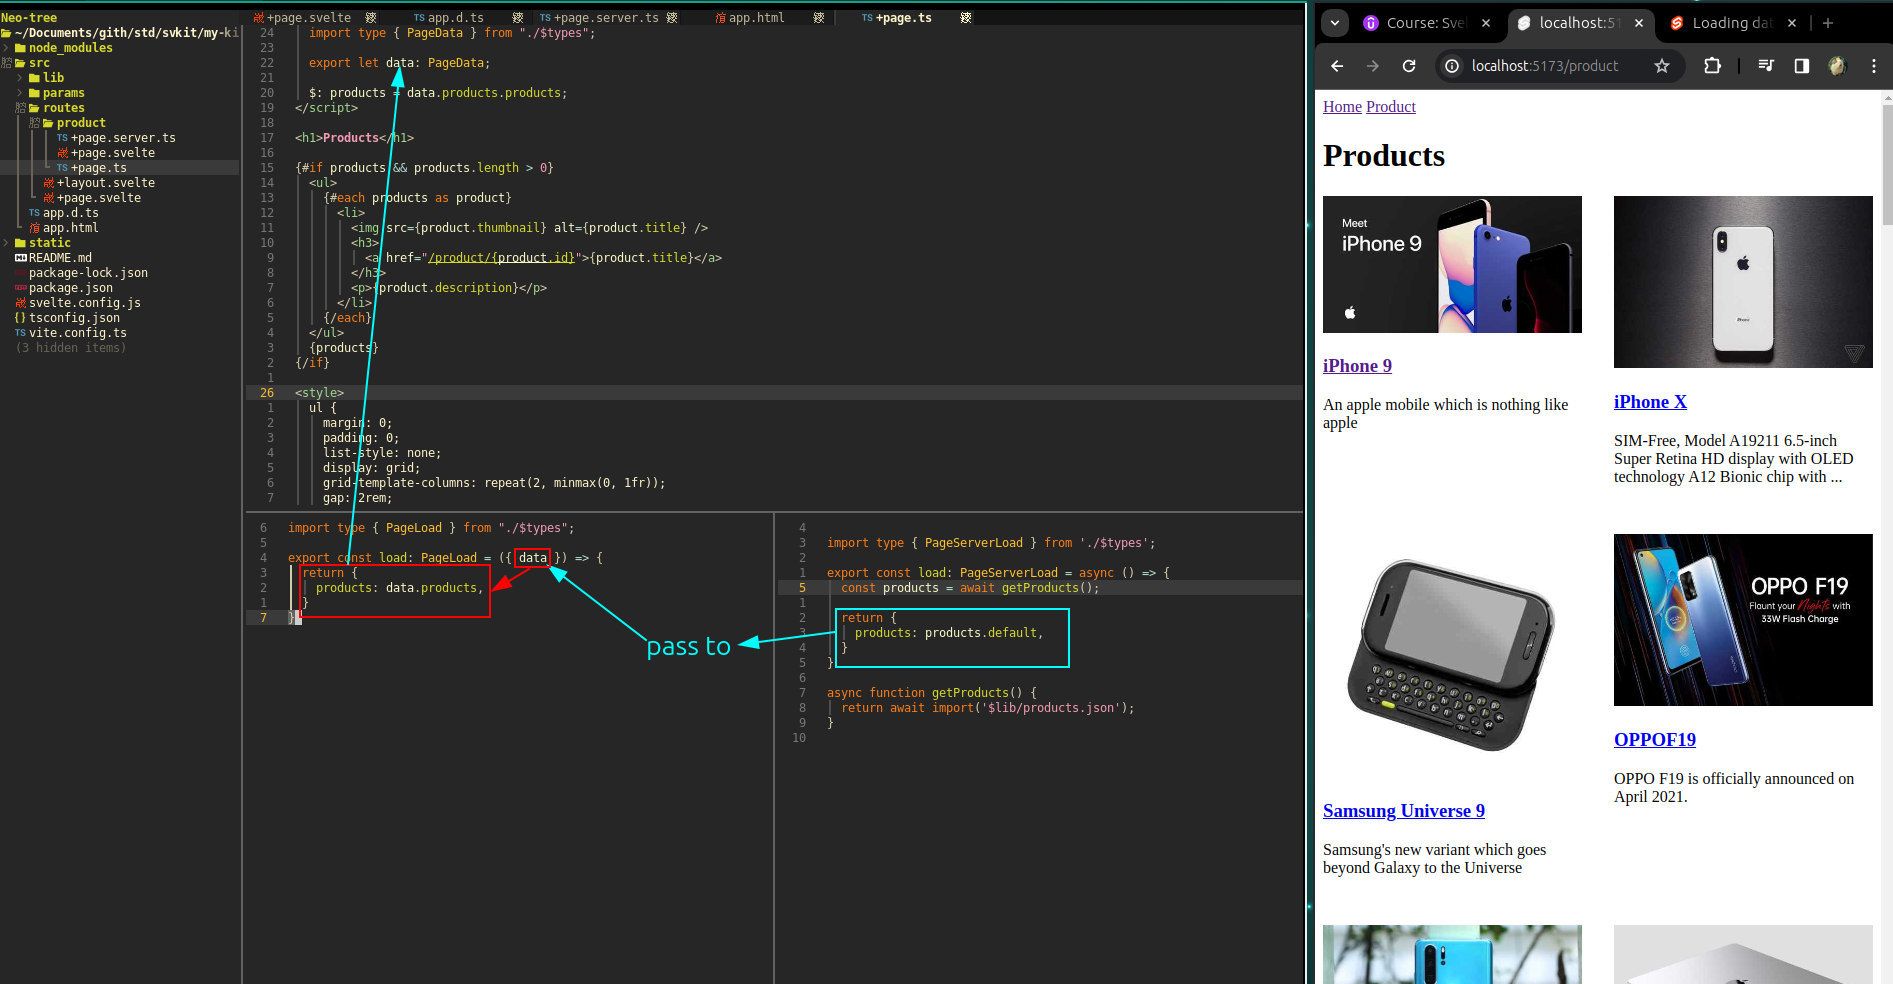 Neo-tree
~/Documents/gith/std/svkit/my-ki
node_modules
src
lib
params
routes
product
TS +page.server.ts
+page.svelte
TS +page.ts
+layout.svelte
+page.svelte
TS app.d.ts
app.html
static
README.md
package-lock.json
package.json
svelte.config.js
{} tsconfig.json
TS vite.config.ts
(3 hidden items)
+page.svelte TS app.d.ts TS +page.server.ts app.html TS +page.ts
24 import type { PageData } from "./$types";
23
22 export let data: PageData;
21
20 $: products = data.products.products;
19 </script>
18
17 <h1>Products</h1>
16
15 {#if products && products.length > 0}
14 <ul>
13 {#each products as product}
12 <li>
11 <img src={product.thumbnail} alt={product.title} />
10 <h3>
9 <a href="/product/{product.id}">{product.title}</a>
8 </h3>
7 <p>{product.description}</p>
6 </li>
5 {/each}
4 </ul>
3 {products}
2 {/if}
1
26 <style>
1 ul {
2 margin: 0;
3 padding: 0;
4 list-style: none;
5 display: grid;
6 grid-template-columns: repeat(2, minmax(0, 1fr));
7 gap: 2rem;
6 import type { PageLoad } from "./$types";
5
4 export const load: PageLoad = ({ data }) => {
3 return {
2 products: data.products,
1 }
7 }
pass to
4
3 import type { PageServerLoad } from './$types';
2
1 export const load: PageServerLoad = async () => {
5 const products = await getProducts();
1
2 return {
3 products: products.default,
4 }
5 }
6
7 async function getProducts() {
8 return await import('$lib/products.json');
9 }
10
Course: Sve
localhost:51
Loading dat
localhost:5173/product
Home Product
Products
Meet
iPhone 9
iPhone 9
An apple mobile which is nothing like
apple
iPhone
iPhone X
SIM-Free, Model A19211 6.5-inch
Super Retina HD display with OLED
technology A12 Bionic chip with ...
Samsung Universe 9
Samsung's new variant which goes
beyond Galaxy to the Universe
OPPO F19
Flaunt your Nights with
33W Flash Charge
OPPOF19
OPPO F19 is officially announced on
April 2021.